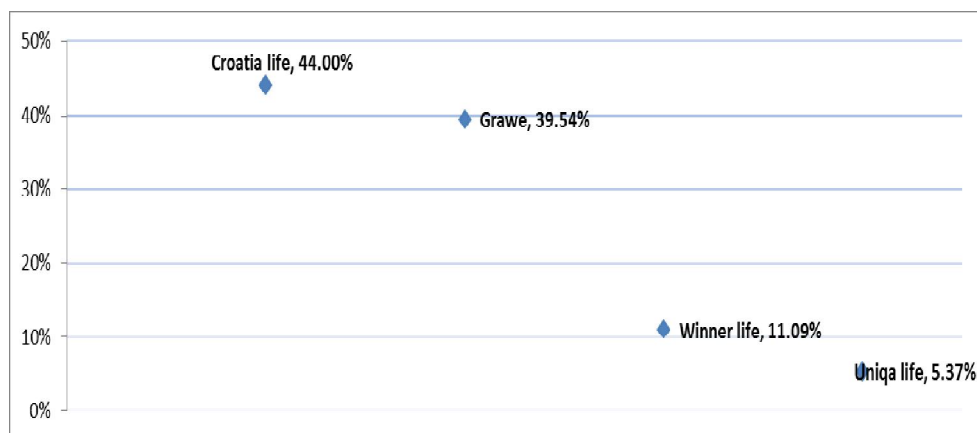 50%
Croatia life, 44.00%
40%
Grawe, 39.54%
30%
20%
10%
Winner life, 11.09%
Uniqa life, 5.37%
0%